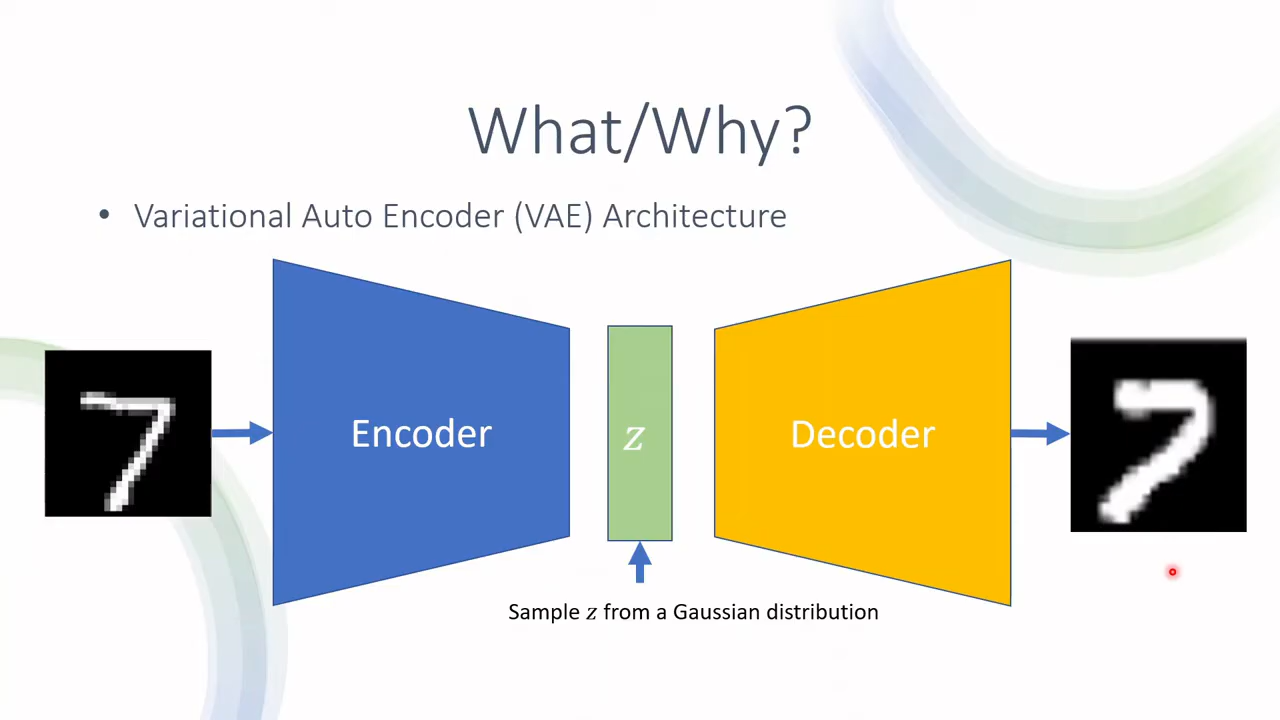 What/Why?
• Variational Auto Encoder (VAE) Architecture
Encoder
z
Decoder
Sample z from a Gaussian distribution